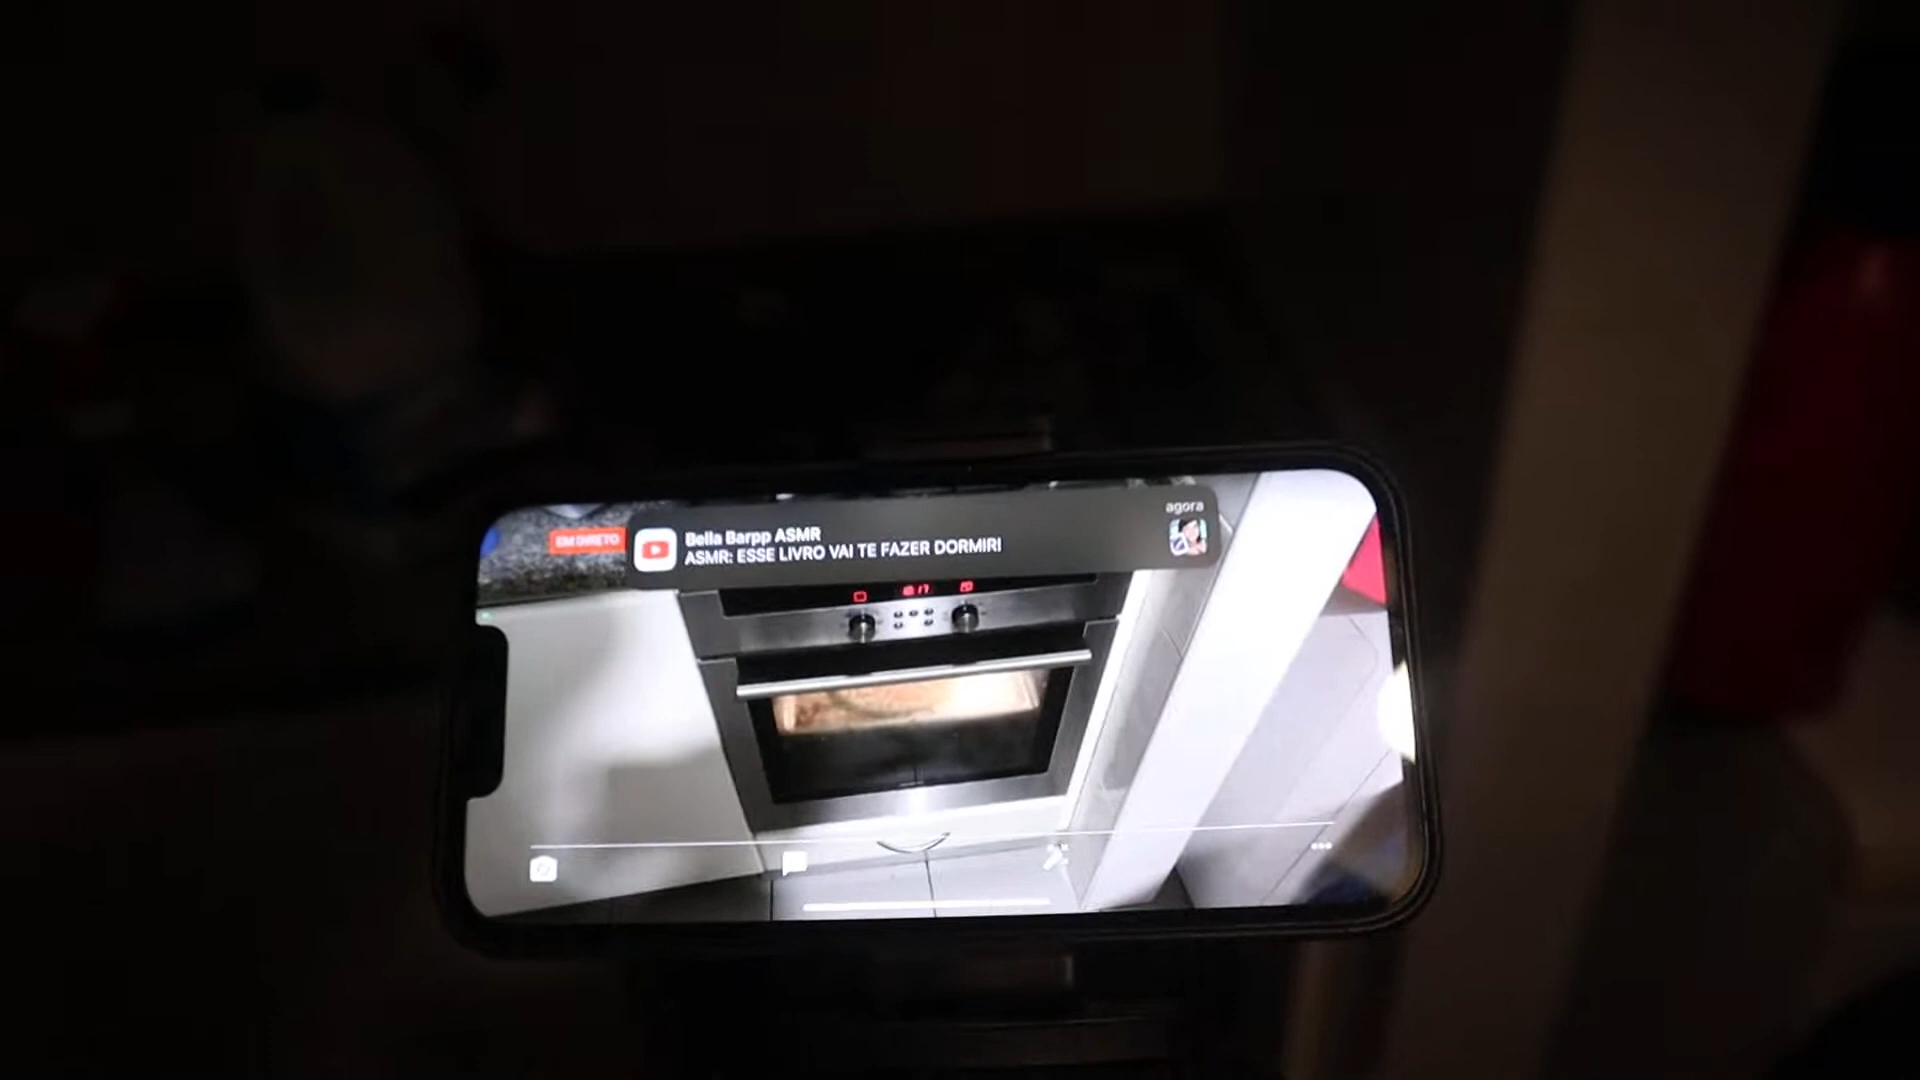 agora
EM DIRETO
Bella Barpp ASMR
ASMR: ESSE LIVRO VAI TE FAZER DORMIR!